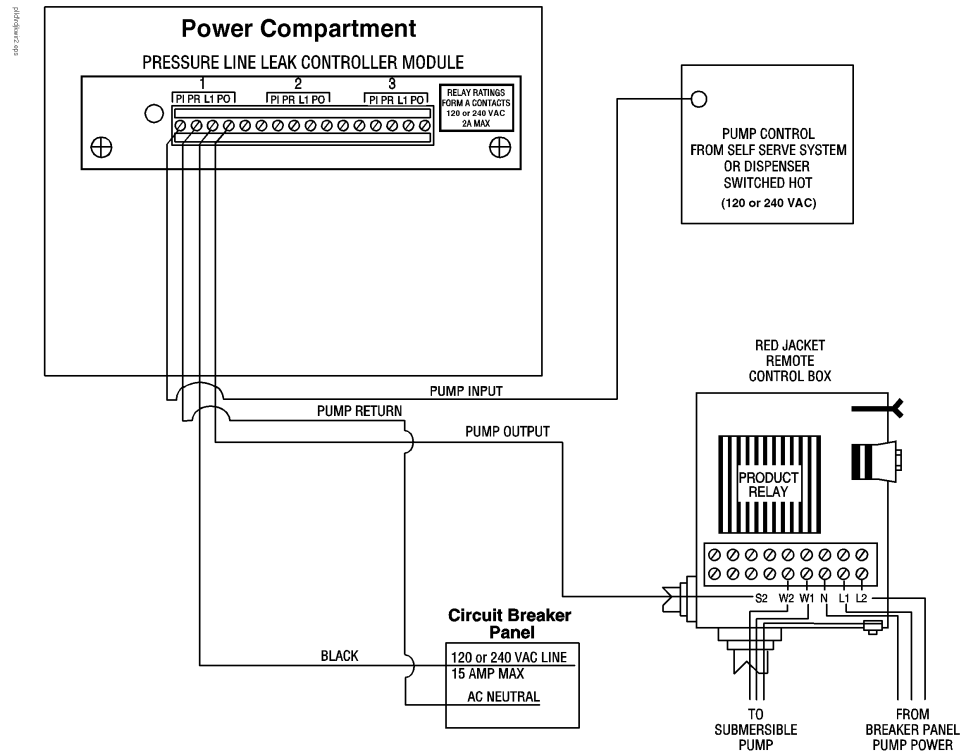 Power Compartment
PRESSURE LINE LEAK CONTROLLER MODULE
1 2 3
PI PR L1 PO PI PR L1 PO PI PR L1 PO
RELAY RATINGS
FORM A CONTACTS
120 or 240 VAC
2A MAX
PUMP CONTROL
FROM SELF SERVE SYSTEM
OR DISPENSER
SWITCHED HOT
(120 or 240 VAC)
RED JACKET
REMOTE
CONTROL BOX
PUMP INPUT
PUMP RETURN
PUMP OUTPUT
PRODUCT
RELAY
S2 W2 W1 N L1 L2
Circuit Breaker
Panel
BLACK
120 or 240 VAC LINE
15 AMP MAX
AC NEUTRAL
TO
SUBMERSIBLE
PUMP
FROM
BREAKER PANEL
PUMP POWER